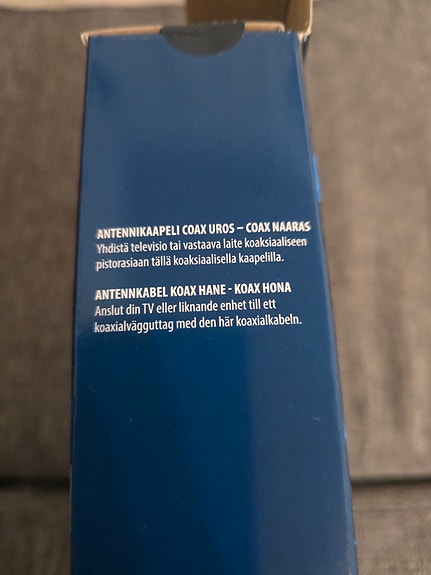 ANTENNIKAAPELI COAX UROS – COAX NAARAS
Yhdistä televisio tai vastaava laite koaksiaaliseen
pistorasiaan tällä koaksiaalisella kaapelilla.
ANTENNKABEL KOAX HANE - KOAX HONA
Anslut din TV eller liknande enhet till ett
koaxialvägguttag med den här koaxialkabeln.